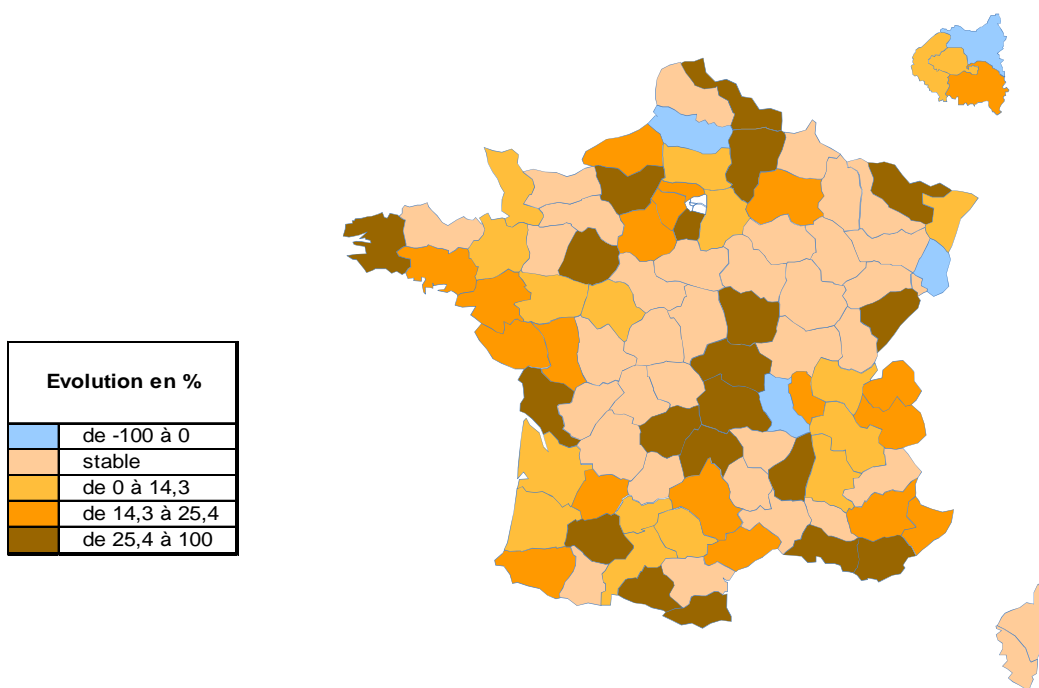 Evolution en %
de -100 à 0
stable
de 0 à 14,3
de 14,3 à 25,4
de 25,4 à 100